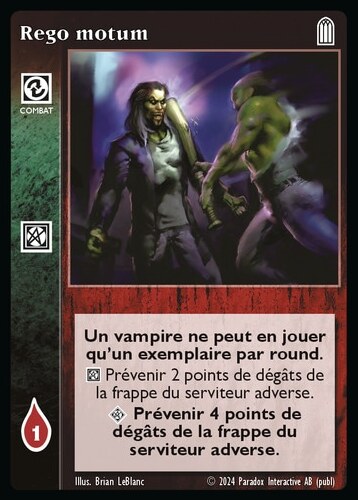 Rego motum
COMBAT
Un vampire ne peut en jouer
qu'un exemplaire par round.
Prévenir 2 points de dégâts de
la frappe du serviteur adverse.
Prévenir 4 points de
dégâts de la frappe du
serviteur adverse.
1
Illus. Brian LeBlanc © 2024 Paradox Interactive AB (publ)